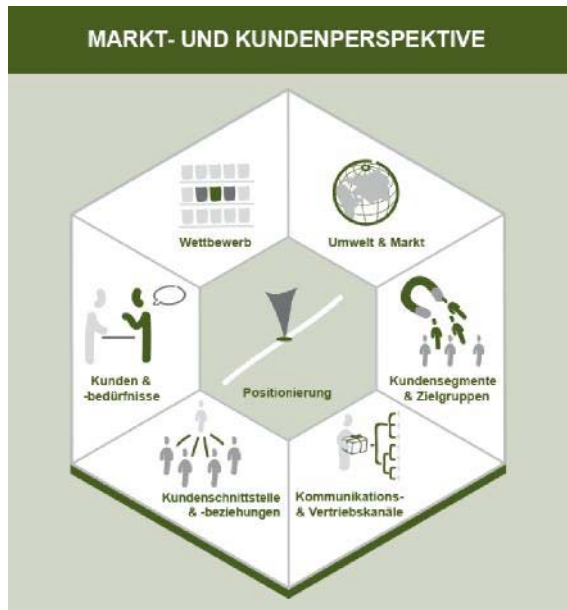 MARKT- UND KUNDENPERSPEKTIVE
Wettbewerb
Umwelt & Markt
Kunden &
-bedürfnisse
Positionierung
Kundensegmente
& Zielgruppen
Kundenschnittstelle
& -beziehungen
Kommunikations-
& Vertriebskanäle